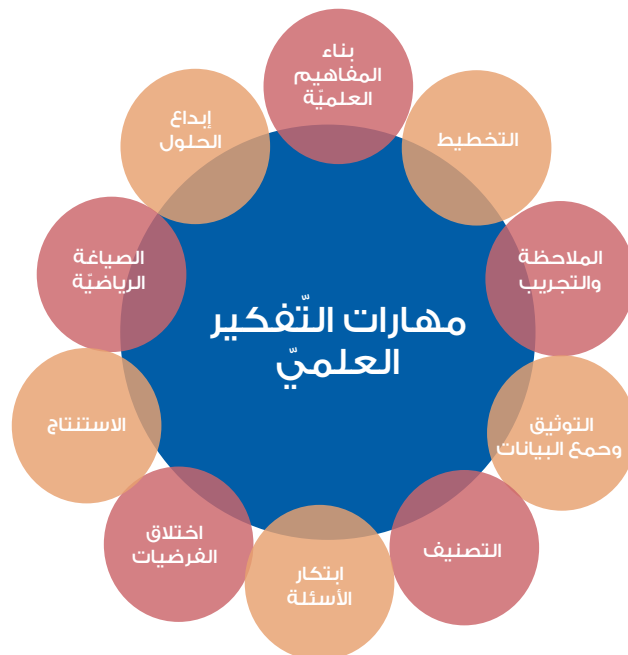 بناء
المفاهيم
العلميّة
التخطيط
الملاحظة
والتجريب
التوثيق
وحمع البيانات
التصنيف
ابتكار
الأسئلة
اختلاق
الفرضيات
الاستنتاج
الصياغة
الرياضيّة
إبداع
الحلول
مهارات التّفكير
العلميّ